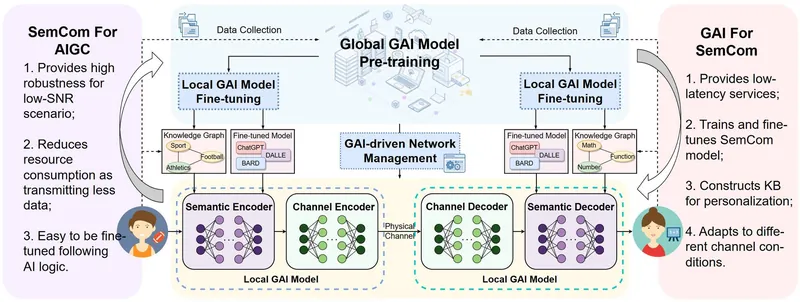 SemCom For
AIGC
1. Provides high
robustness for
low-SNR
scenario;
2. Reduces
resource
consumption as
transmitting less
data;
3. Easy to be fine-
tuned following
AI logic.
Data Collection
Global GAI Model
Pre-training
Data Collection
Local GAI Model
Fine-tuning
Local GAI Model
Fine-tuning
Knowledge Graph
Sport
Football
Athletics
Fine-tuned Model
ChatGPT
DALLE
BARD
GAI-driven Network
Management
Fine-tuned Model
ChatGPT
DALLE
BARD
Knowledge Graph
Math
Function
Number
Semantic Encoder
Channel Encoder
Physical
Channel
Channel Decoder
Semantic Decoder
Local GAI Model
Local GAI Model
GAI For
SemCom
1. Provides low-
latency services;
2. Trains and fine-
tunes SemCom
model;
3. Constructs KB
for personalization;
4. Adapts to
different channel con-
ditions.